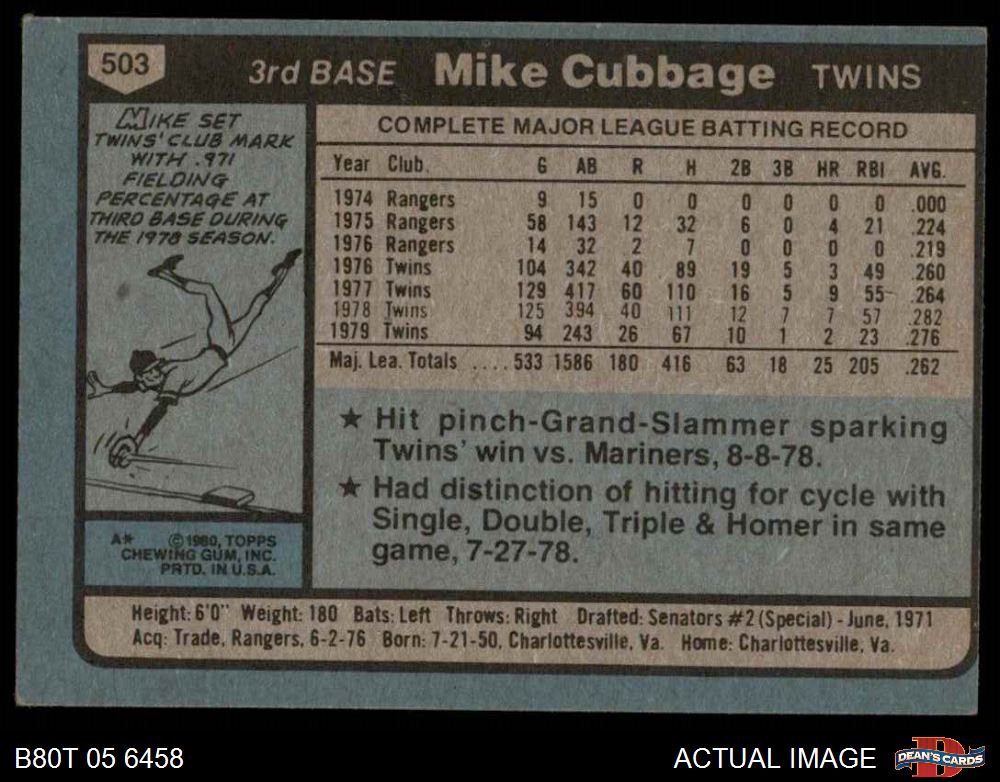 503
3rd BASE Mike Cubbage TWINS
MIKE SET
TWINS' CLUB MARK
WITH .971
FIELDING
PERCENTAGE AT
THIRD BASE DURING
THE 1978 SEASON.
COMPLETE MAJOR LEAGUE BATTING RECORD
Year Club. G AB R H 2B 3B HR RBI AVG.
1974 Rangers 9 15 0 0 0 0 0 0 .000
1975 Rangers 58 143 12 32 6 0 4 21 .224
1976 Rangers 14 32 2 7 0 0 0 0 .219
1976 Twins 104 342 40 89 19 5 3 49 .260
1977 Twins 129 417 60 110 16 5 9 55 .264
1978 Twins 125 394 40 111 12 7 7 57 .282
1979 Twins 94 243 26 67 10 1 2 23 .276
Maj. Lea. Totals .... 533 1586 180 416 63 18 25 205 .262
★ Hit pinch-Grand-Slammer sparking
Twins' win vs. Mariners, 8-8-78.
★ Had distinction of hitting for cycle with
Single, Double, Triple & Homer in same
game, 7-27-78.
A* ©1980, TOPPS
CHEWING GUM, INC.
PRTD. IN U.S.A.
Height: 6'0" Weight: 180 Bats: Left Throws: Right Drafted: Senators #2 (Special) - June, 1971
Acq: Trade, Rangers, 6-2-76 Born: 7-21-50, Charlottesville, Va. Home: Charlottesville, Va.
B80T 05 6458
ACTUAL IMAGE
D
DEAN'S CARDS